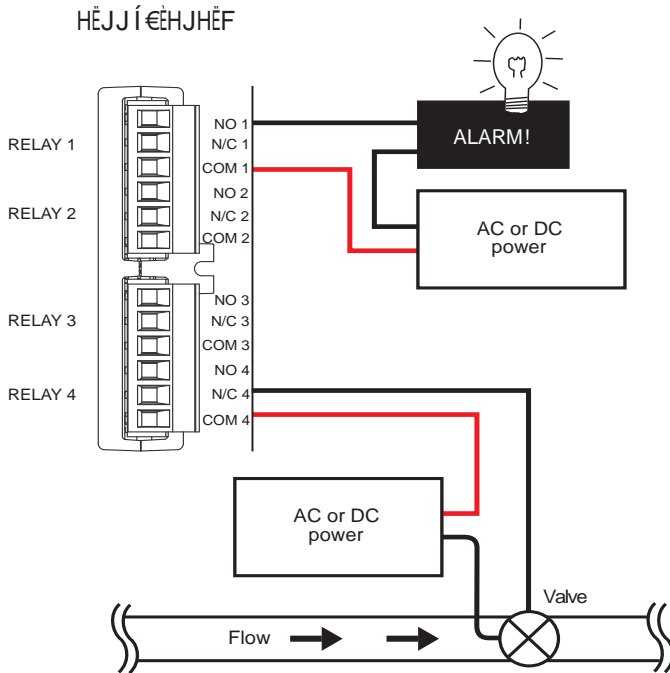 HËJJ Í €ÈHJHËF
RELAY 1
RELAY 2
RELAY 3
RELAY 4
NO 1
N/C 1
COM 1
NO 2
N/C 2
COM 2
NO 3
N/C 3
COM 3
NO 4
N/C 4
COM 4
ALARM!
AC or DC
power
AC or DC
power
Valve
Flow